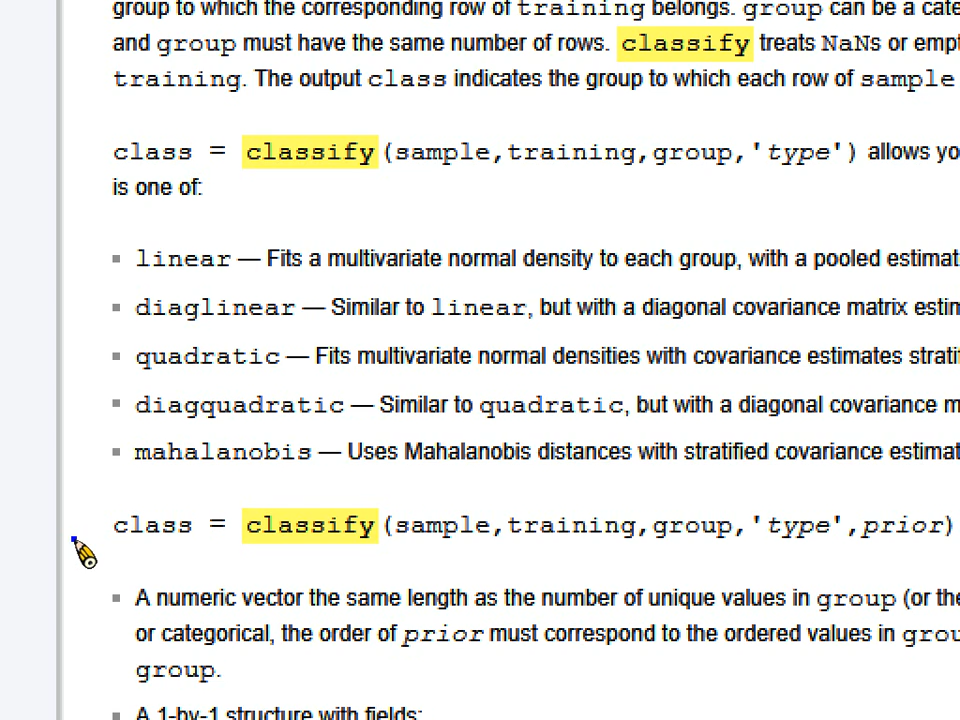 group to which the corresponding row of training belongs. group can be a cate
and group must have the same number of rows. classify treats NaNs or empt
training. The output class indicates the group to which each row of sample
class = classify(sample,training,group,'type') allows yo
is one of:
linear — Fits a multivariate normal density to each group, with a pooled estimat
diaglinear — Similar to linear, but with a diagonal covariance matrix estim
quadratic — Fits multivariate normal densities with covariance estimates stratif
diagquadratic — Similar to quadratic, but with a diagonal covariance m
mahalanobis — Uses Mahalanobis distances with stratified covariance estimat
class = classify(sample,training,group,'type',prior)
A numeric vector the same length as the number of unique values in group (or the
or categorical, the order of prior must correspond to the ordered values in grou
group.
A 1-by-1 structure with fields: